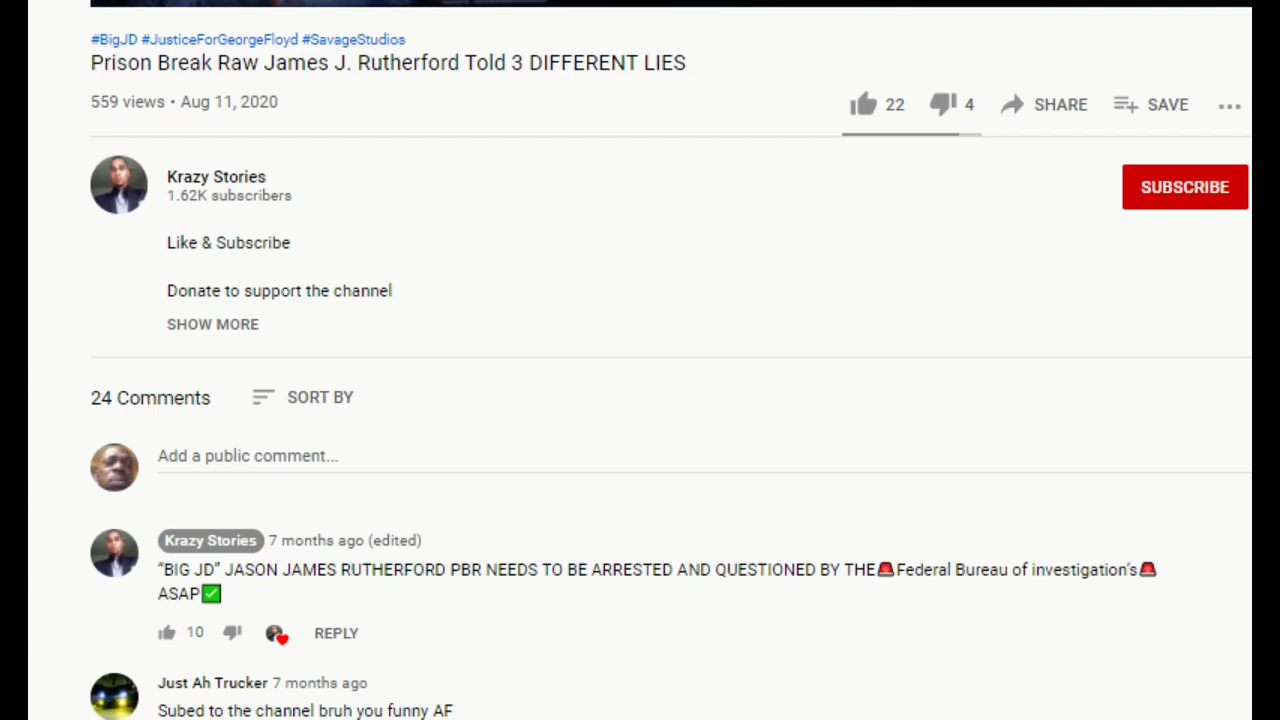 #BigJD #JusticeForGeorgeFloyd #SavageStudios
Prison Break Raw James J. Rutherford Told 3 DIFFERENT LIES
559 views • Aug 11, 2020
22
4
SHARE
SAVE
Krazy Stories
1.62K subscribers
SUBSCRIBE
Like & Subscribe
Donate to support the channel
SHOW MORE
24 Comments
SORT BY
Add a public comment...
Krazy Stories 7 months ago (edited)
“BIG JD” JASON JAMES RUTHERFORD PBR NEEDS TO BE ARRESTED AND QUESTIONED BY THE🚨Federal Bureau of investigation’s🚨
ASAP✅
10
REPLY
Just Ah Trucker 7 months ago
Subed to the channel bruh you funny AF